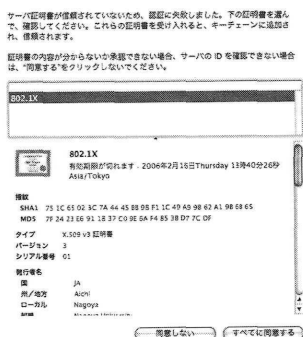 サーバ証明書が信頼されていないため、認証に失敗しました。下の証明書を選ん
で、確認してください。これらの証明書を受け入れると、キーチェーンに追加さ
れ、信頼されます。
証明書の内容が分からないか承認できない場合、サーバの ID を確認できない場合
は、"同意する"をクリックしないでください。
802.1X
802.1X
有効期限が切れます - 2006年2月16日Thursday 13時40分26秒
Asia/Tokyo
指紋
SHA1 75 1C 65 02 3C 7A 44 45 B8 9B F1 1C 49 A9 98 62 A1 98 68 65
MD5 7F 24 23 E6 91 18 37 C0 9E 6A F4 85 3B D7 7C DF
タイプ X.509 v3 証明書
バージョン 3
シリアル番号 01
発行者名
国 JA
州／地方 Aichi
ローカル Nagoya
組織 Nagoya University
同意しない すべてに同意する